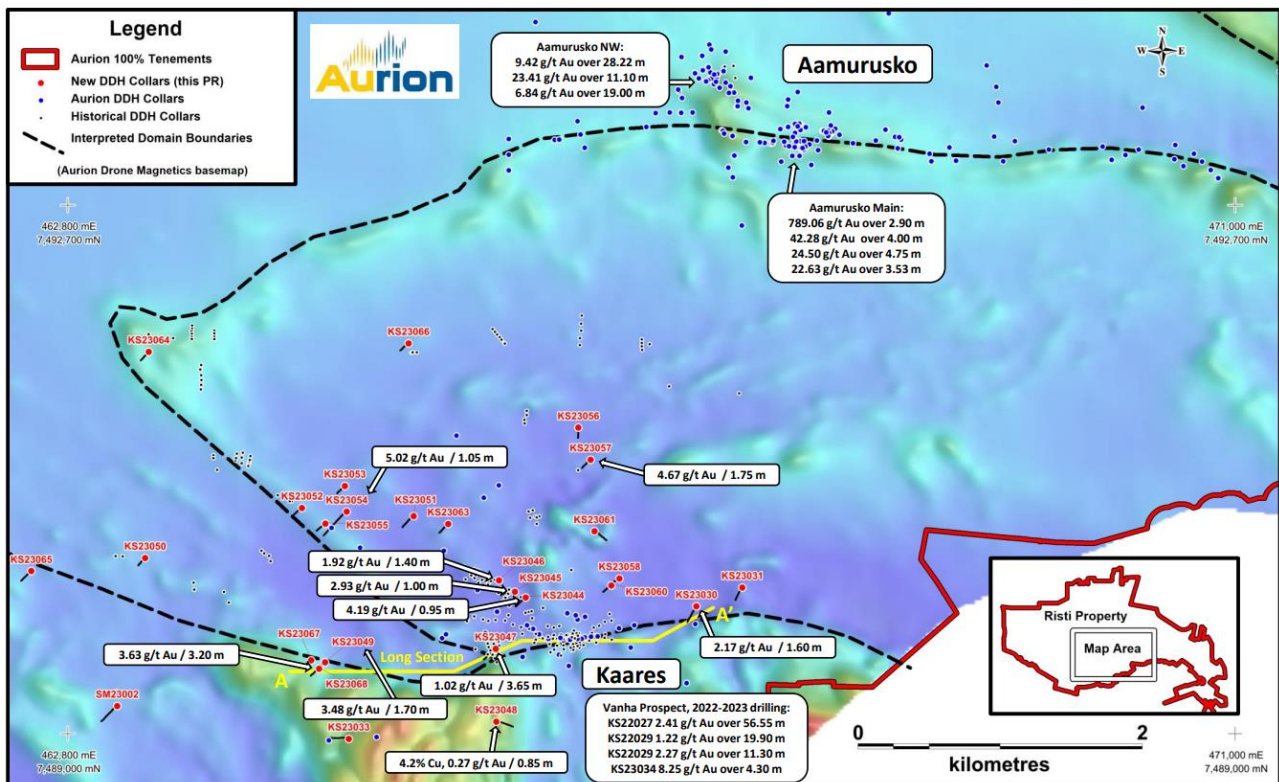 Legend
Aurion 100% Tenements
New DDH Collars (this PR)
Aurion DDH Collars
Historical DDH Collars
Interpreted Domain Boundaries
(Aurion Drone Magnetics basemap)
Aurion
Aamurusko NW:
9.42 g/t Au over 28.22 m
23.41 g/t Au over 11.10 m
6.84 g/t Au over 19.00 m
Aamurusko
N
W E
S
462,800 mE
7,492,700 mN
Aamurusko Main:
789.06 g/t Au over 2.90 m
42.28 g/t Au over 4.00 m
24.50 g/t Au over 4.75 m
22.63 g/t Au over 3.53 m
471,000 mE
7,492,700 mN
KS23064
KS23066
KS23056
KS23057
5.02 g/t Au / 1.05 m
4.67 g/t Au / 1.75 m
KS23053
KS23052
KS23054
KS23051
KS23055
KS23063
KS23061
KS23050
KS23065
1.92 g/t Au / 1.40 m
KS23046
KS23058
2.93 g/t Au / 1.00 m
KS23045
KS23031
4.19 g/t Au / 0.95 m
KS23044
KS23060
KS23030
A'
KS23067
KS23049
KS23047
3.63 g/t Au / 3.20 m
Long Section
2.17 g/t Au / 1.60 m
A
KS23068
1.02 g/t Au / 3.65 m
Kaares
SM23002
3.48 g/t Au / 1.70 m
KS23048
KS23033
4.2% Cu, 0.27 g/t Au / 0.85 m
Vanha Prospect, 2022-2023 drilling:
KS22027 2.41 g/t Au over 56.55 m
KS22029 1.22 g/t Au over 19.90 m
KS22029 2.27 g/t Au over 11.30 m
KS23034 8.25 g/t Au over 4.30 m
Risti Property
Map Area
462,800 mE
7,489,000 mN
0 2
kilometres
471,000 mE
7,489,000 mN